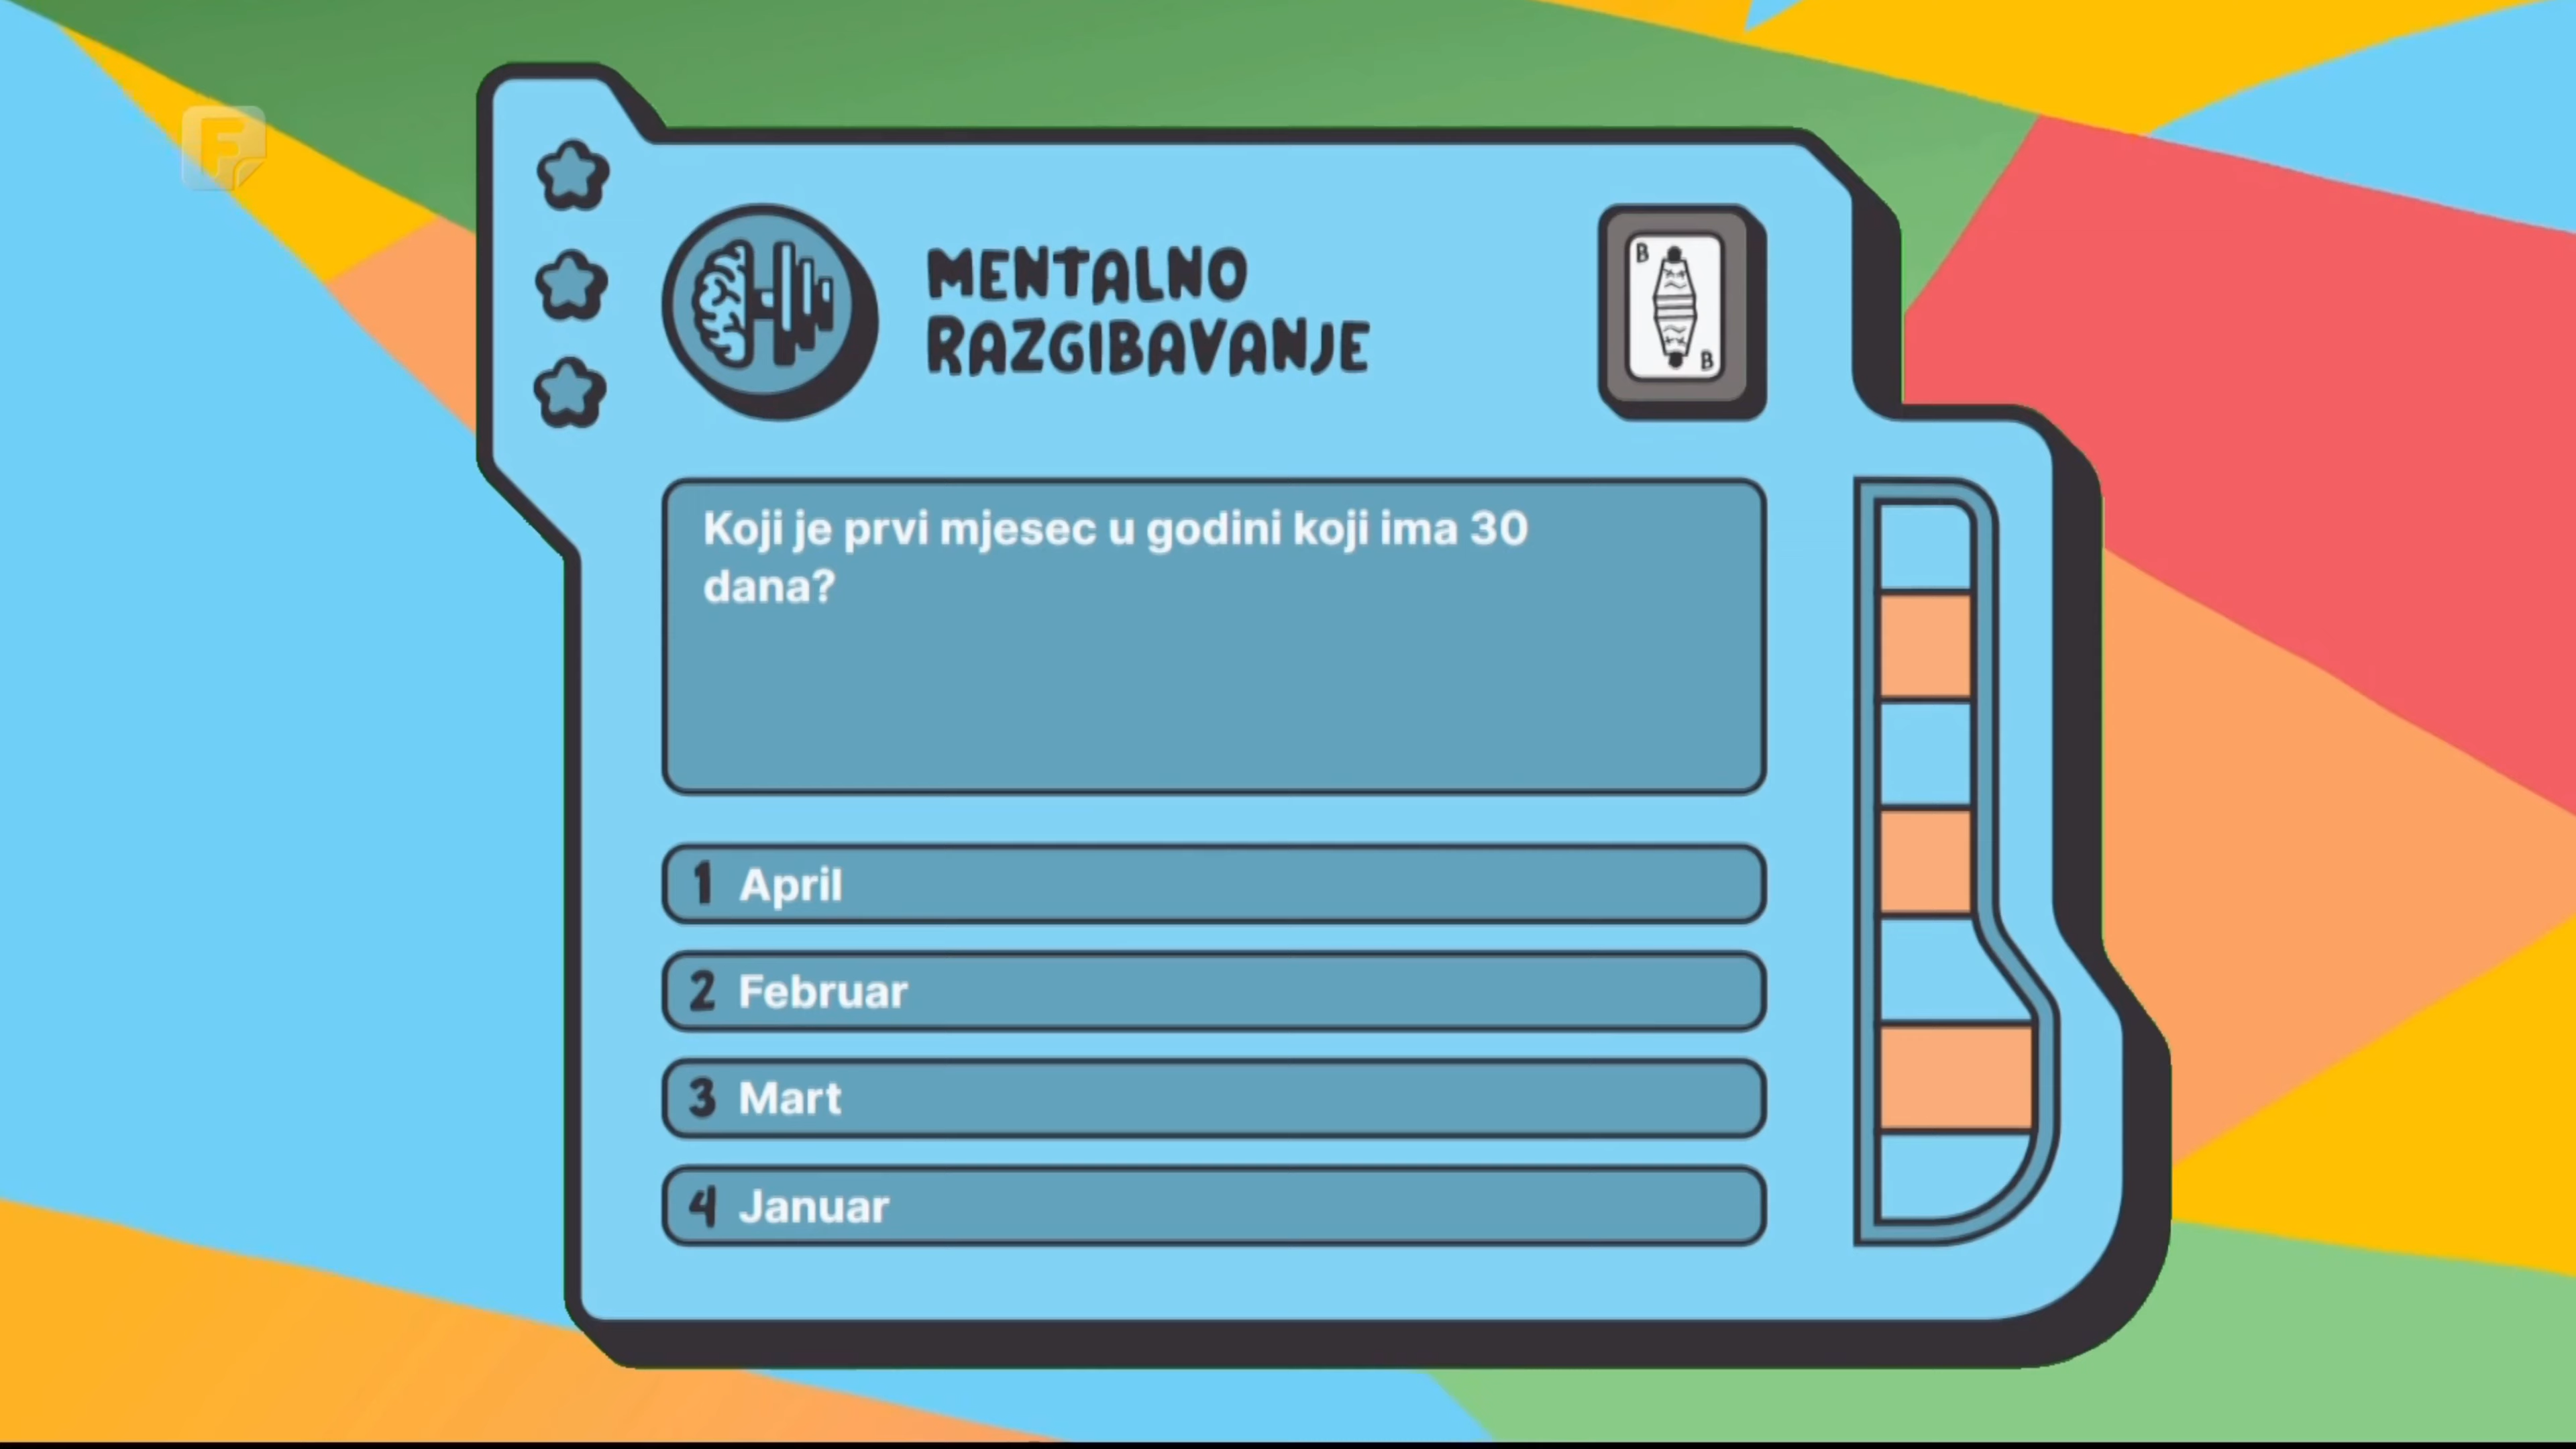 F
MENTALNO
RAZGIBAVANJE
B
B
Koji je prvi mjesec u godini koji ima 30
dana?
1 April
2 Februar
3 Mart
4 Januar